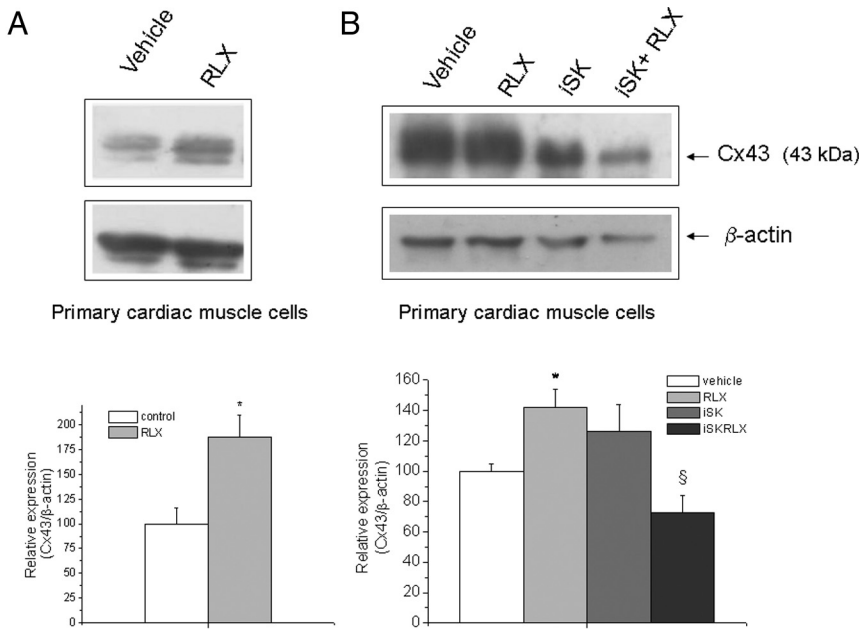 A
Vehicle
RLX
Primary cardiac muscle cells
B
Vehicle
RLX
iSK
iSK+ RLX
Cx43 (43 kDa)
β-actin
Primary cardiac muscle cells
Relative expression
(Cx43/β-actin)
200
175
150
125
100
75
50
25
0
control
RLX
*
Relative expression
(Cx43/β-actin)
160
140
120
100
80
60
40
20
0
*
§
vehicle
RLX
iSK
iSKRLX